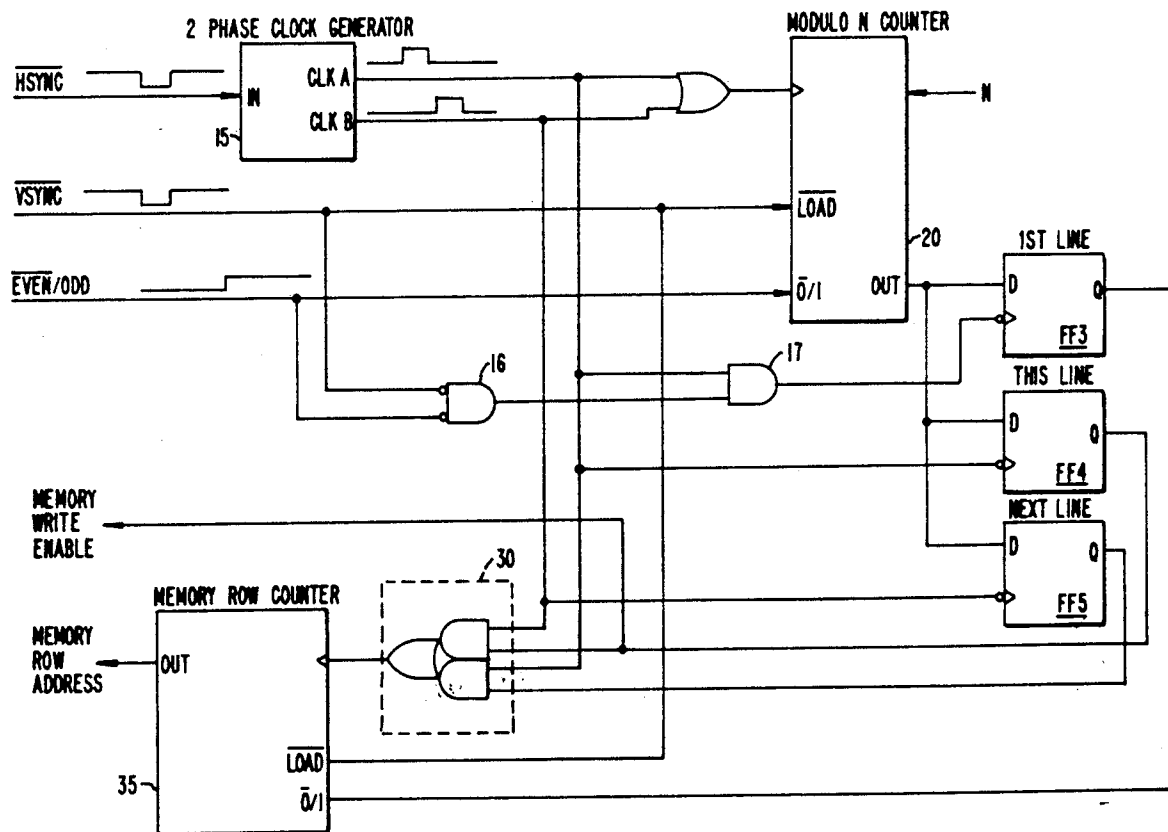 2 PHASE CLOCK GENERATOR
MODULO N COUNTER
HSYNC
IN
CLK A
CLK B
15
N
VSYNC
LOAD
20
1ST LINE
EVEN/ODD
0/1
OUT
D
Q
FF3
16
17
THIS LINE
D
Q
FF4
MEMORY
WRITE
ENABLE
NEXT LINE
D
Q
FF5
30
MEMORY ROW COUNTER
MEMORY
ROW
ADDRESS
OUT
LOAD
35
0/1